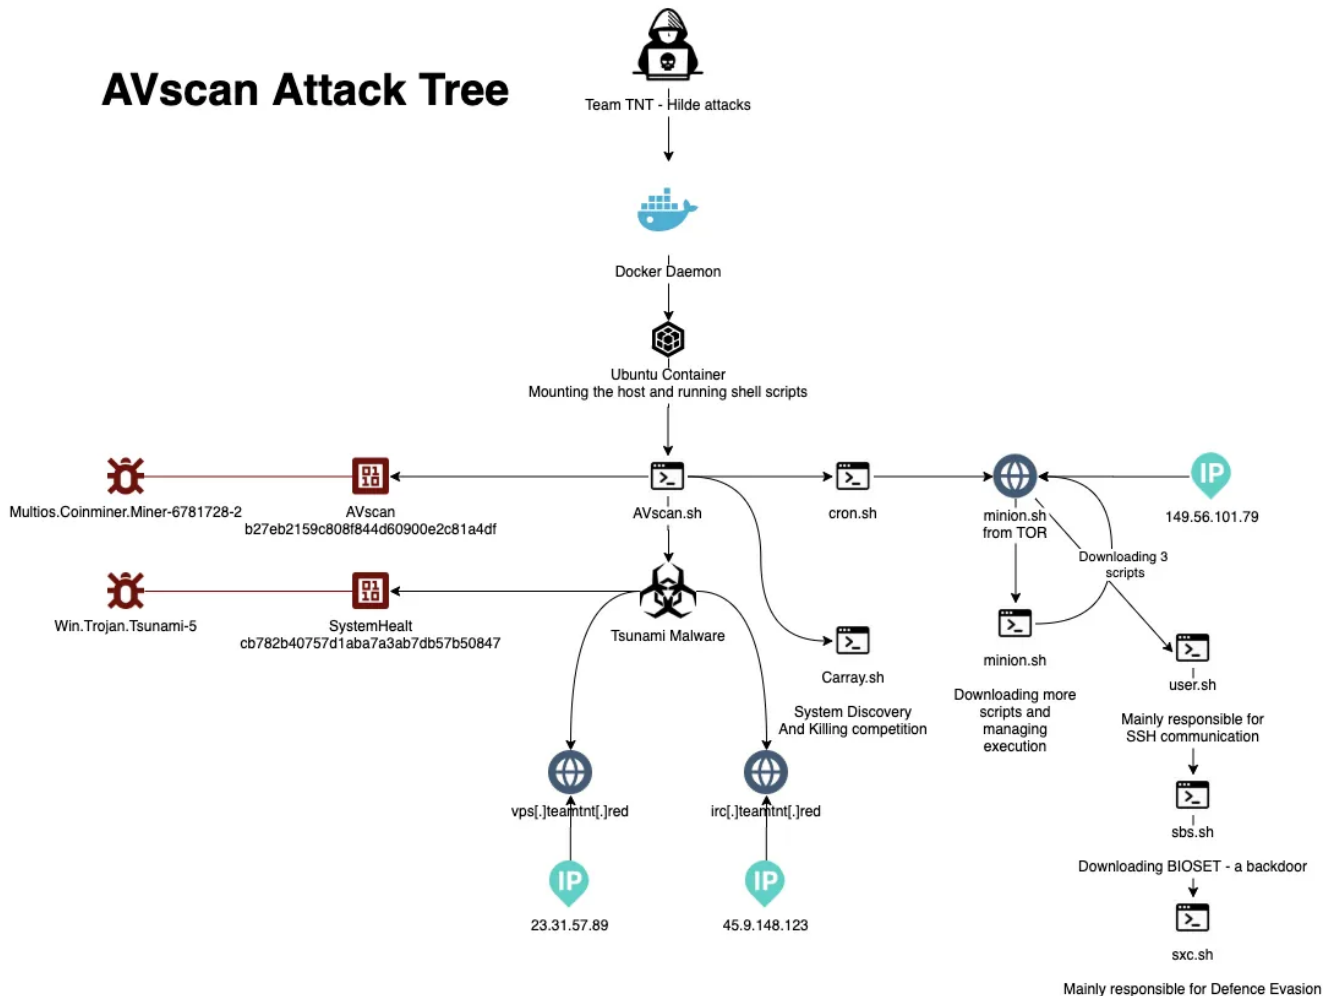 AVscan Attack Tree
Team TNT - Hilde attacks
Docker Daemon
Ubuntu Container
Mounting the host and running shell scripts
Multios.Coinminer.Miner-6781728-2
AVscan
b27eb2159c808f844d60900e2c81a4df
AVscan.sh
cron.sh
minion.sh
from TOR
IP
149.56.101.79
Downloading 3
scripts
Win.Trojan.Tsunami-5
SystemHealt
cb782b40757d1aba7a3ab7db57b50847
Tsunami Malware
Carray.sh
System Discovery
And Killing competition
minion.sh
Downloading more
scripts and
managing
execution
user.sh
Mainly responsible for
SSH communication
vps[.]teamtnt[.]red
irc[.]teamtnt[.]red
sbs.sh
Downloading BIOSET - a backdoor
IP
23.31.57.89
IP
45.9.148.123
sxc.sh
Mainly responsible for Defence Evasion